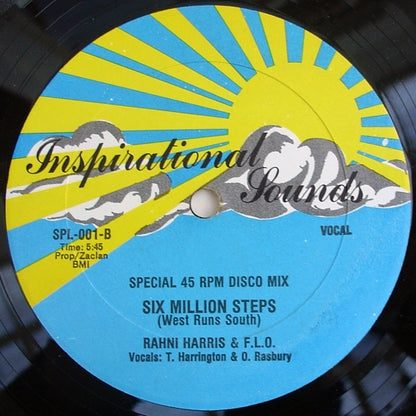 Inspirational
Sounds
SPL-001-B
Time: 5:45
Prop/Zaclan
BMI
VOCAL
SPECIAL 45 RPM DISCO MIX
SIX MILLION STEPS
(West Runs South)
RAHNI HARRIS & F.L.O.
Vocals: T. Harrington & O. Rasbury